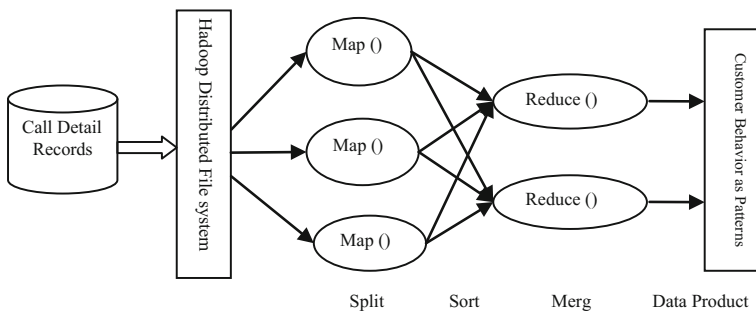 Call Detail
Records
Hadoop Distributed File system
Map ()
Map ()
Map ()
Reduce ()
Reduce ()
Customer Behavior as Patterns
Split
Sort
Merg
Data Product